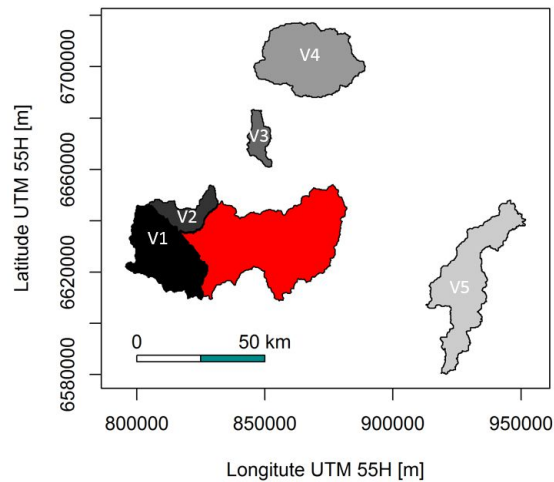 Latitude UTM 55H [m]
6700000
6660000
6620000
6580000
V4
V3
V2
V1
V5
0 50 km
800000 850000 900000 950000
Longitute UTM 55H [m]